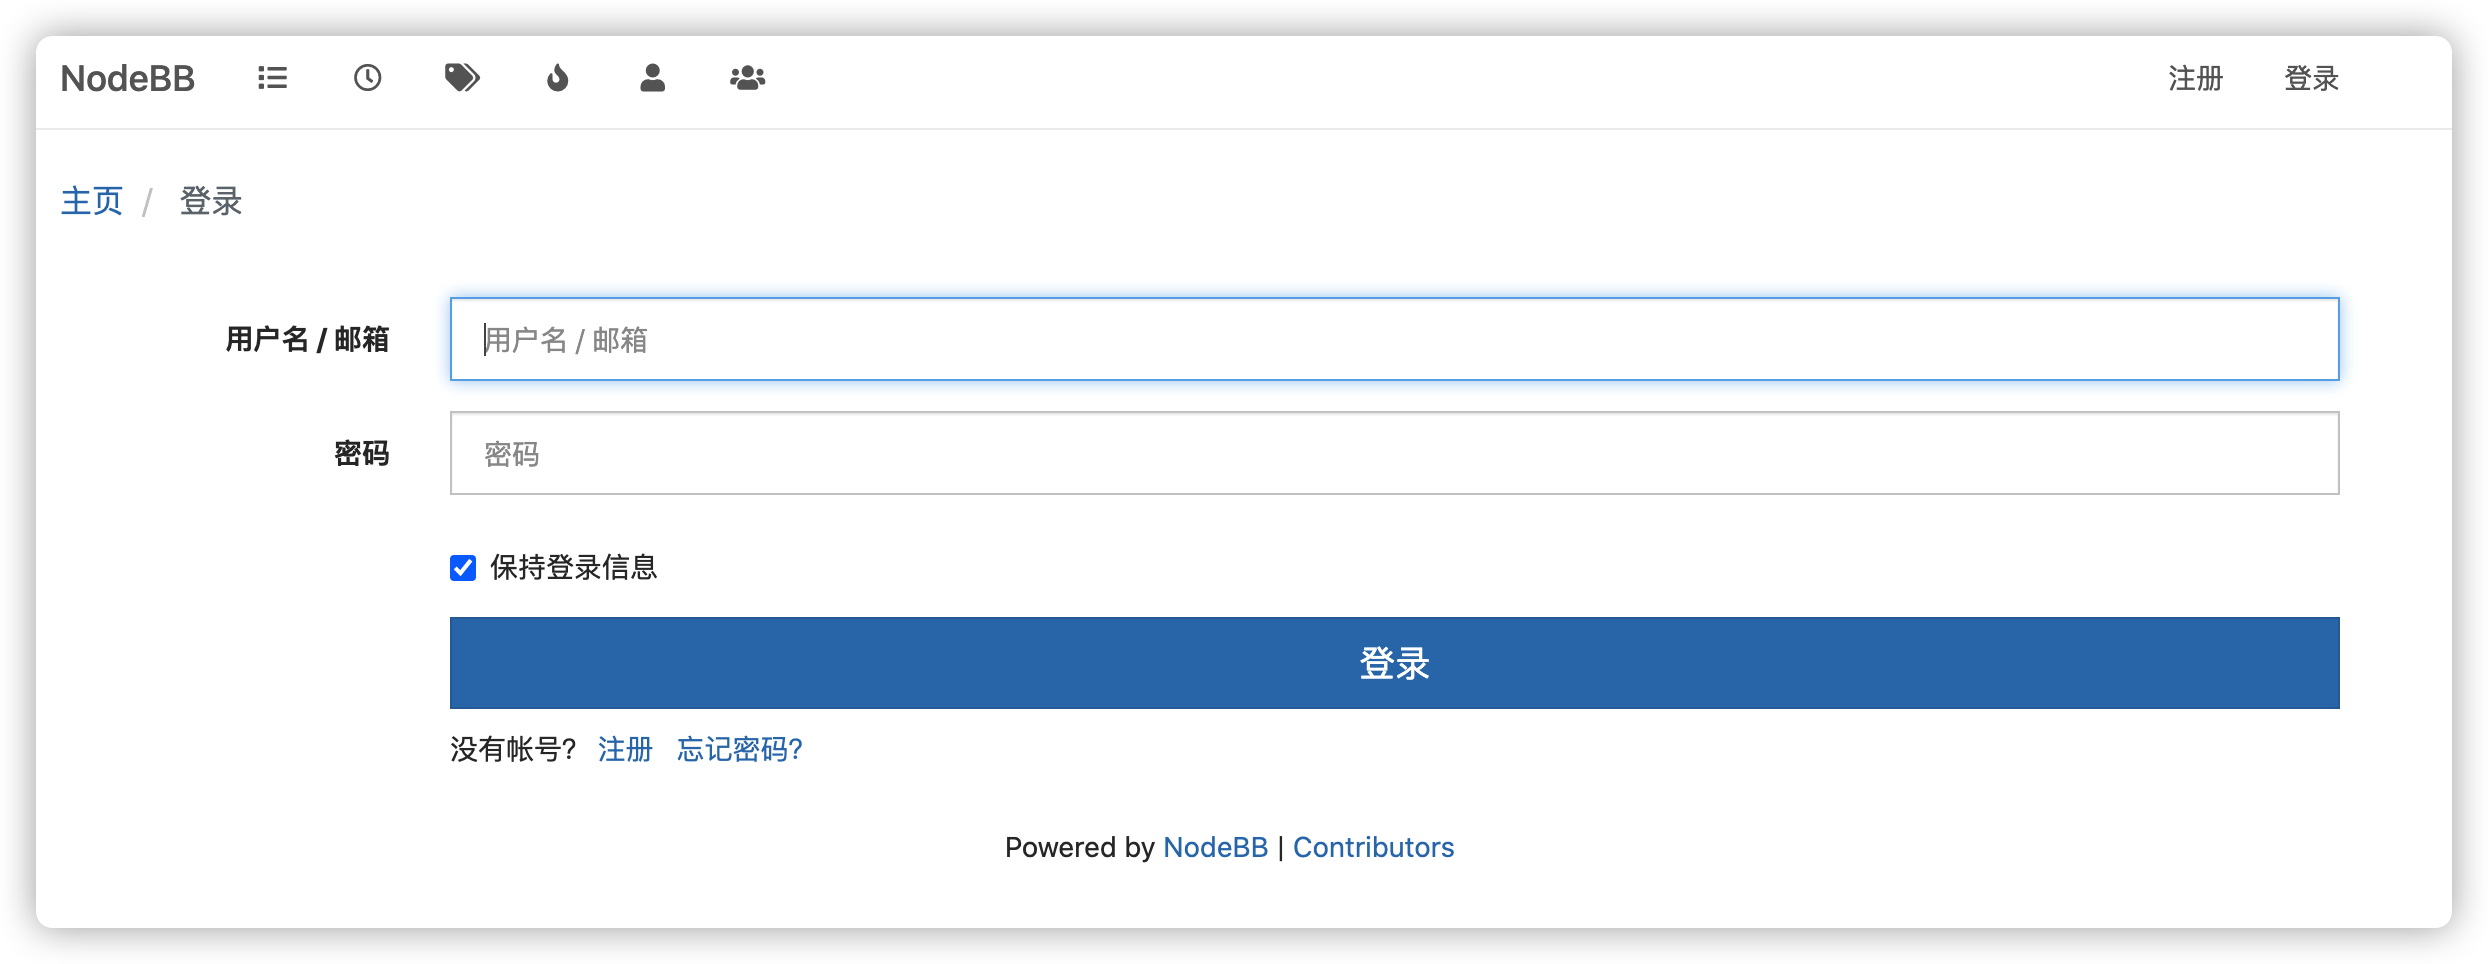 NodeBB 注册 登录
主页 / 登录
用户名 / 邮箱 用户名 / 邮箱
密码 密码
保持登录信息
登录
没有帐号? 注册 忘记密码?
Powered by NodeBB | Contributors